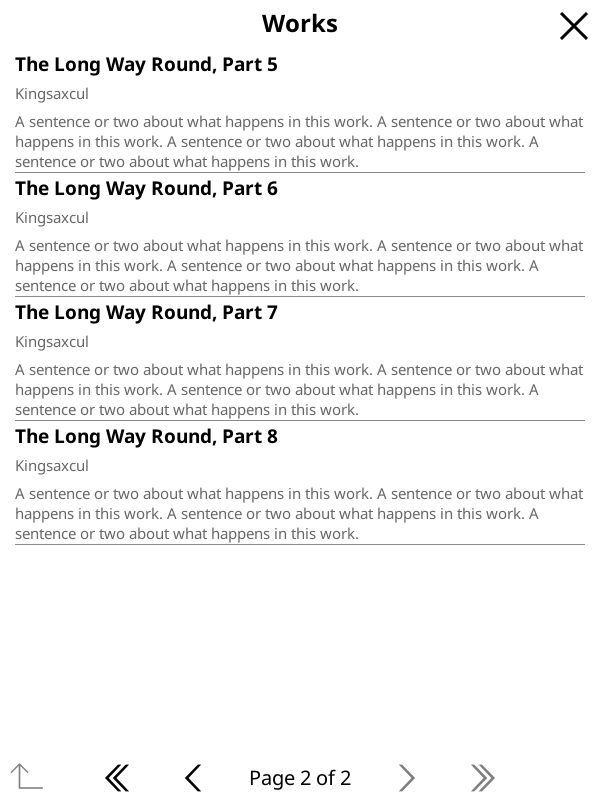 Works
The Long Way Round, Part 5
Kingsaxcul
A sentence or two about what happens in this work. A sentence or two about what
happens in this work. A sentence or two about what happens in this work. A
sentence or two about what happens in this work.
The Long Way Round, Part 6
Kingsaxcul
A sentence or two about what happens in this work. A sentence or two about what
happens in this work. A sentence or two about what happens in this work. A
sentence or two about what happens in this work.
The Long Way Round, Part 7
Kingsaxcul
A sentence or two about what happens in this work. A sentence or two about what
happens in this work. A sentence or two about what happens in this work. A
sentence or two about what happens in this work.
The Long Way Round, Part 8
Kingsaxcul
A sentence or two about what happens in this work. A sentence or two about what
happens in this work. A sentence or two about what happens in this work. A
sentence or two about what happens in this work.
Page 2 of 2